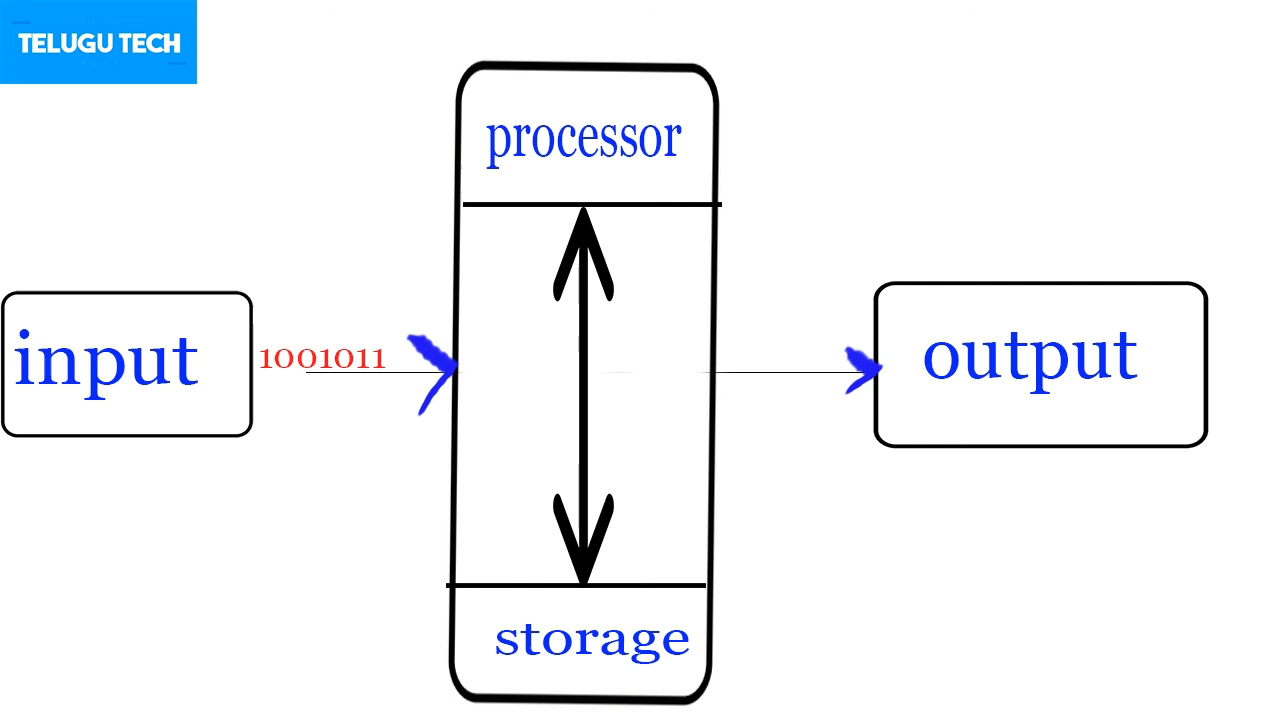 TELUGU TECH
processor
input
1001011
output
storage